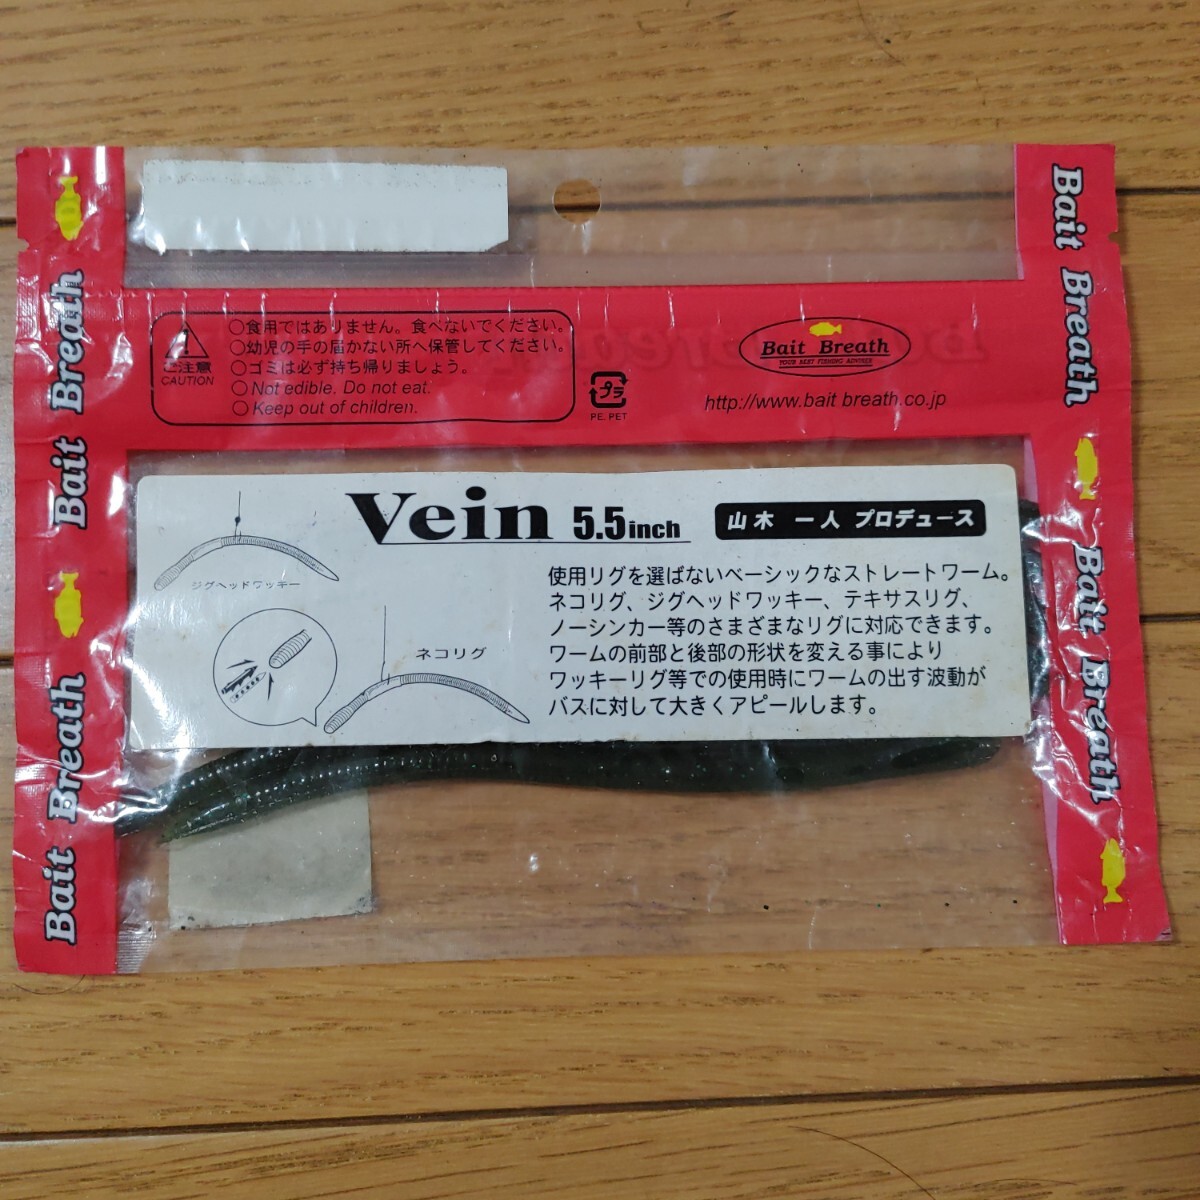 Bait Breath
Bait Breath
Bait Breath
ご注意
CAUTION
○食用ではありません。食べないでください。
○幼児の手の届かない所へ保管してください。
○ゴミは必ず持ち帰りましょう。
○Not edible. Do not eat.
○Keep out of children.
プラ
PE. PET
Bait Breath
YOUR BEST FISHING ADVISER
http://www.bait breath.co.jp
Vein 5.5inch
山木 一人 プロデュース
ジグヘッドワッキー
ネコリグ
使用リグを選ばないベーシックなストレートワーム。
ネコリグ、ジグヘッドワッキー、テキサスリグ、
ノーシンカー等のさまざまなリグに対応できます。
ワームの前部と後部の形状を変える事により
ワッキーリグ等での使用時にワームの出す波動が
バスに対して大きくアピールします。
Bait Breath
Bait Breath